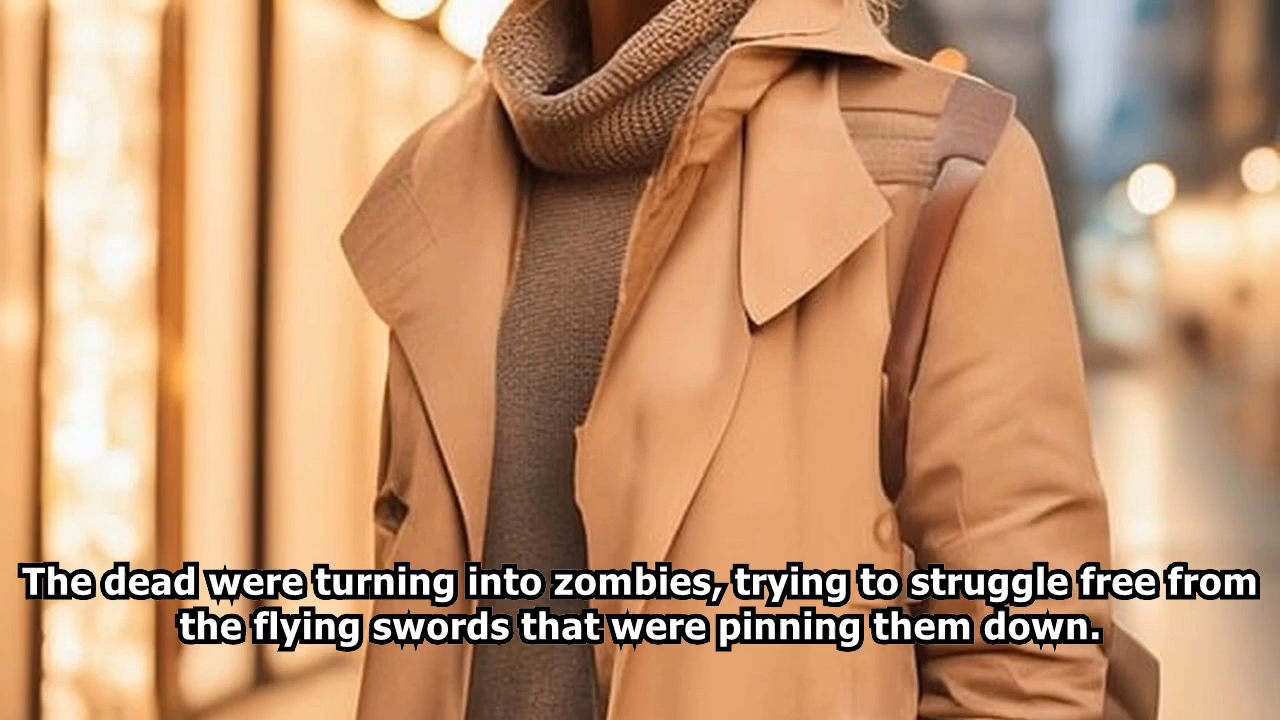 The dead were turning into zombies, trying to struggle free from
the flying swords that were pinning them down.